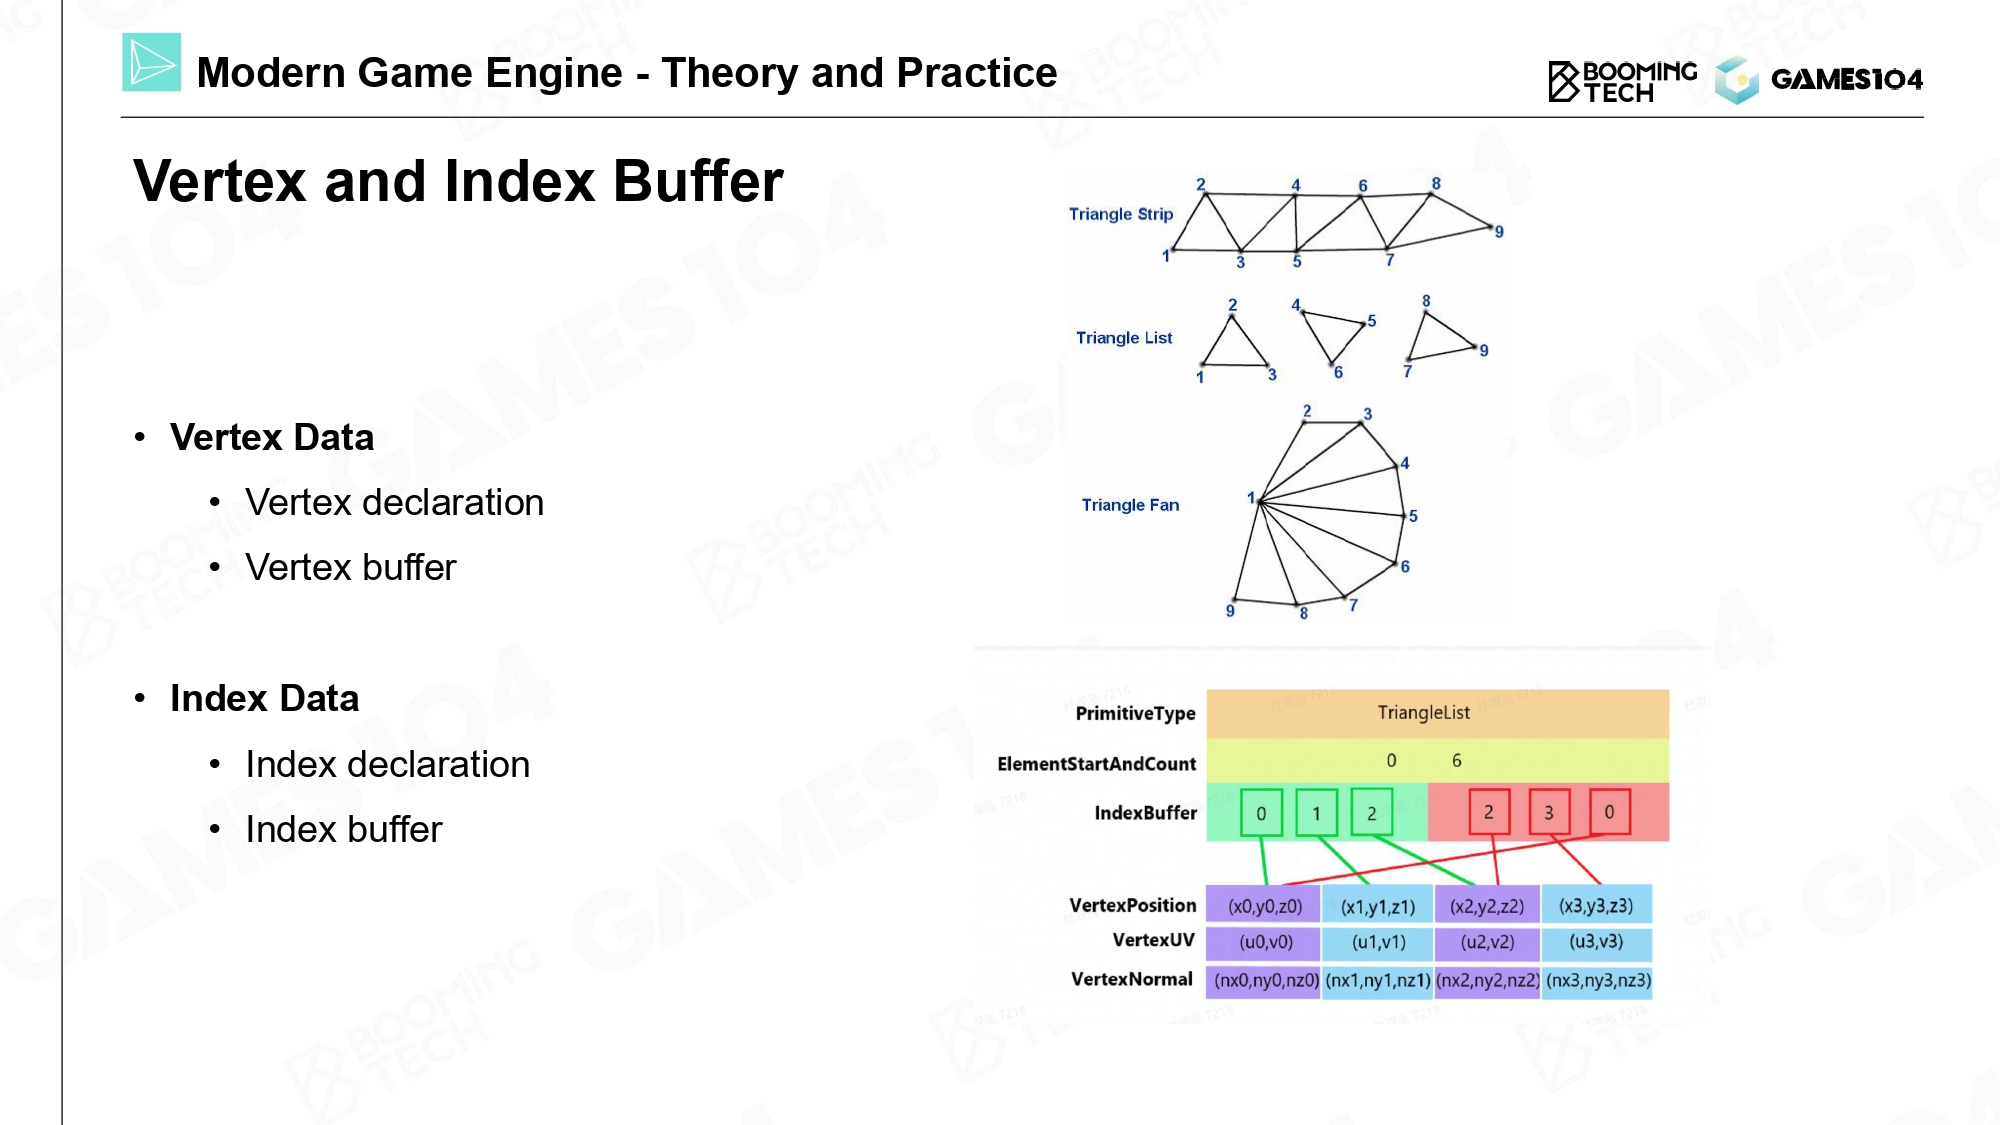 Modern Game Engine - Theory and Practice
BOOMING
TECH
GAMES104
Vertex and Index Buffer
• Vertex Data
• Vertex declaration
• Vertex buffer
• Index Data
• Index declaration
• Index buffer
2 4 6 8
Triangle Strip
9
1 3 5 7
2 4 8
5
Triangle List
9
1 3 6 7
2 3
4
1
Triangle Fan
5
6
9 8 7
PrimitiveType TriangleList
ElementStartAndCount 0 6
IndexBuffer 0 1 2 2 3 0
VertexPosition (x0,y0,z0) (x1,y1,z1) (x2,y2,z2) (x3,y3,z3)
VertexUV (u0,v0) (u1,v1) (u2,v2) (u3,v3)
VertexNormal (nx0,ny0,nz0) (nx1,ny1,nz1) (nx2,ny2,nz2) (nx3,ny3,nz3)